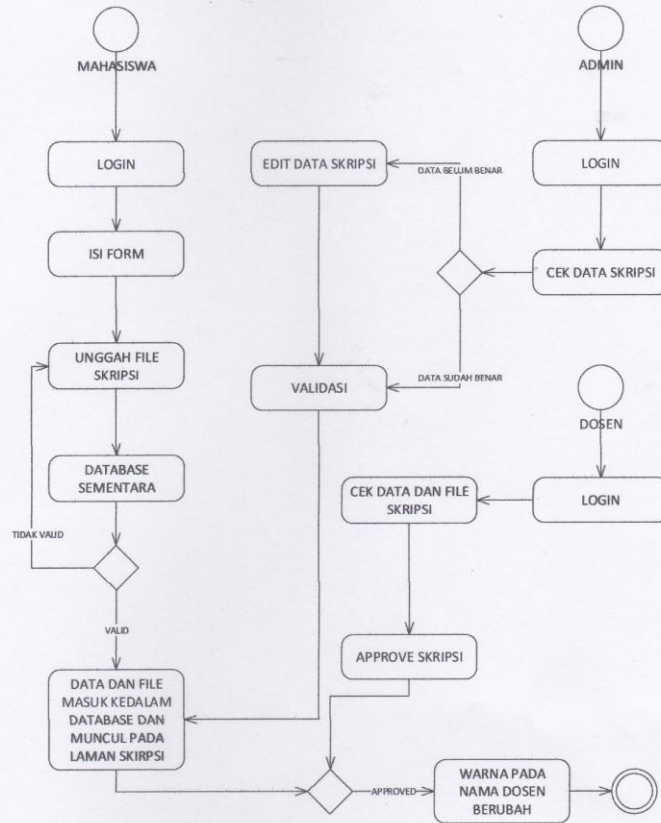 MAHASISWA
ADMIN
LOGIN
EDIT DATA SKRIPSI
DATA BELUM BENAR
LOGIN
ISI FORM
CEK DATA SKRIPSI
UNGGAH FILE
SKRIPSI
VALIDASI
DATA SUDAH BENAR
DOSEN
DATABASE
SEMENTARA
CEK DATA DAN FILE
SKRIPSI
LOGIN
TIDAK VALID
VALID
DATA DAN FILE
MASUK KEDALAM
DATABASE DAN
MUNCUL PADA
LAMAN SKIRPSI
APPROVE SKRIPSI
APPROVED
WARNA PADA
NAMA DOSEN
BERUBAH